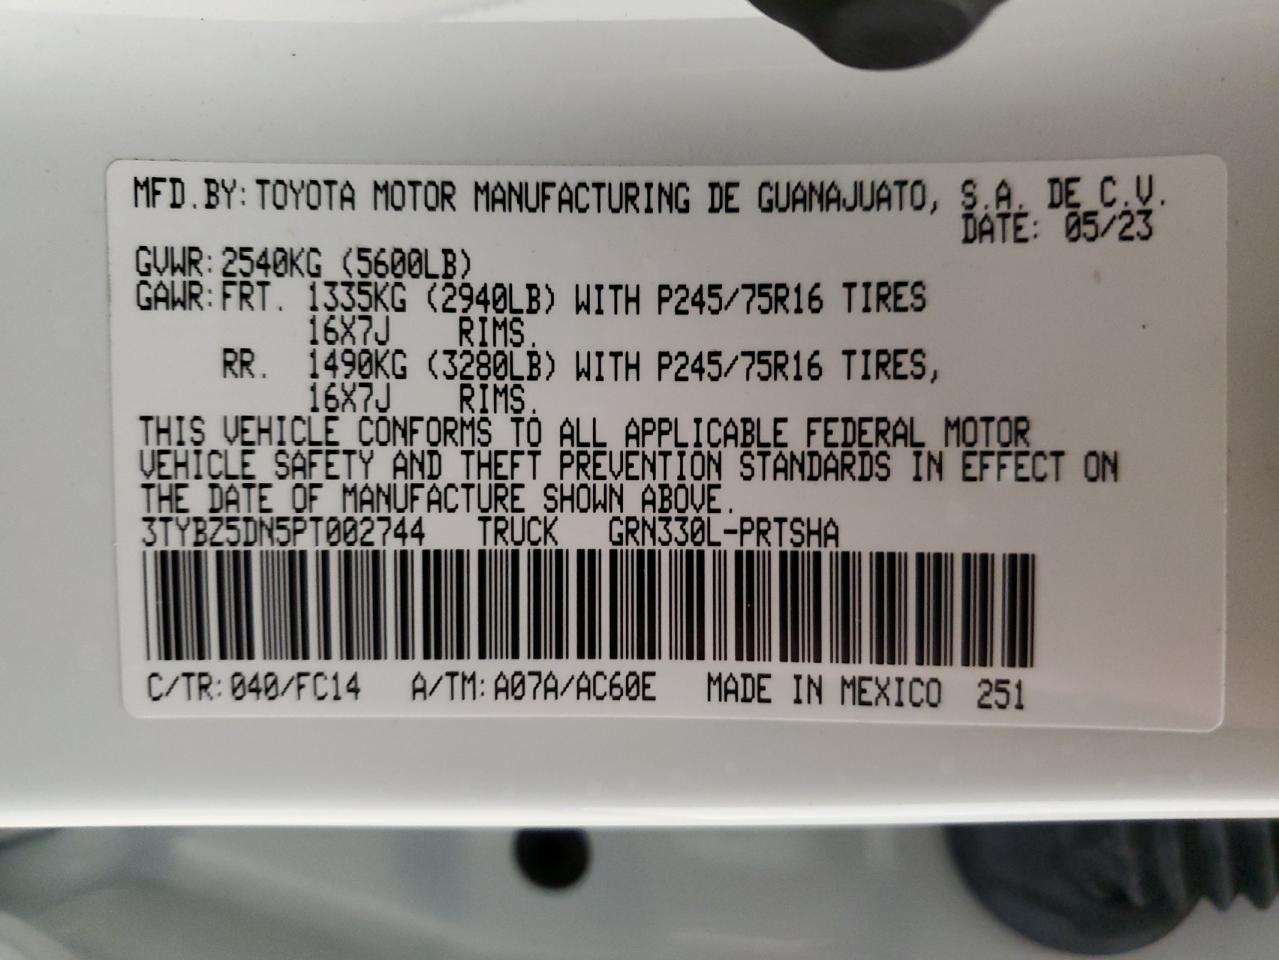 MFD.BY: TOYOTA MOTOR MANUFACTURING DE GUANAJUATO, S.A. DE C.V.
DATE: 05/23
GVWR: 2540KG (5600LB)
GAWR: FRT. 1335KG (2940LB) WITH P245/75R16 TIRES
16X7J RIMS.
RR. 1490KG (3280LB) WITH P245/75R16 TIRES,
16X7J RIMS.
THIS VEHICLE CONFORMS TO ALL APPLICABLE FEDERAL MOTOR
VEHICLE SAFETY AND THEFT PREVENTION STANDARDS IN EFFECT ON
THE DATE OF MANUFACTURE SHOWN ABOVE.
3TYBZ5DN5PT002744 TRUCK GRN330L-PRTSHA
C/TR: 040/FC14 A/TM: A07A/AC60E MADE IN MEXICO 251